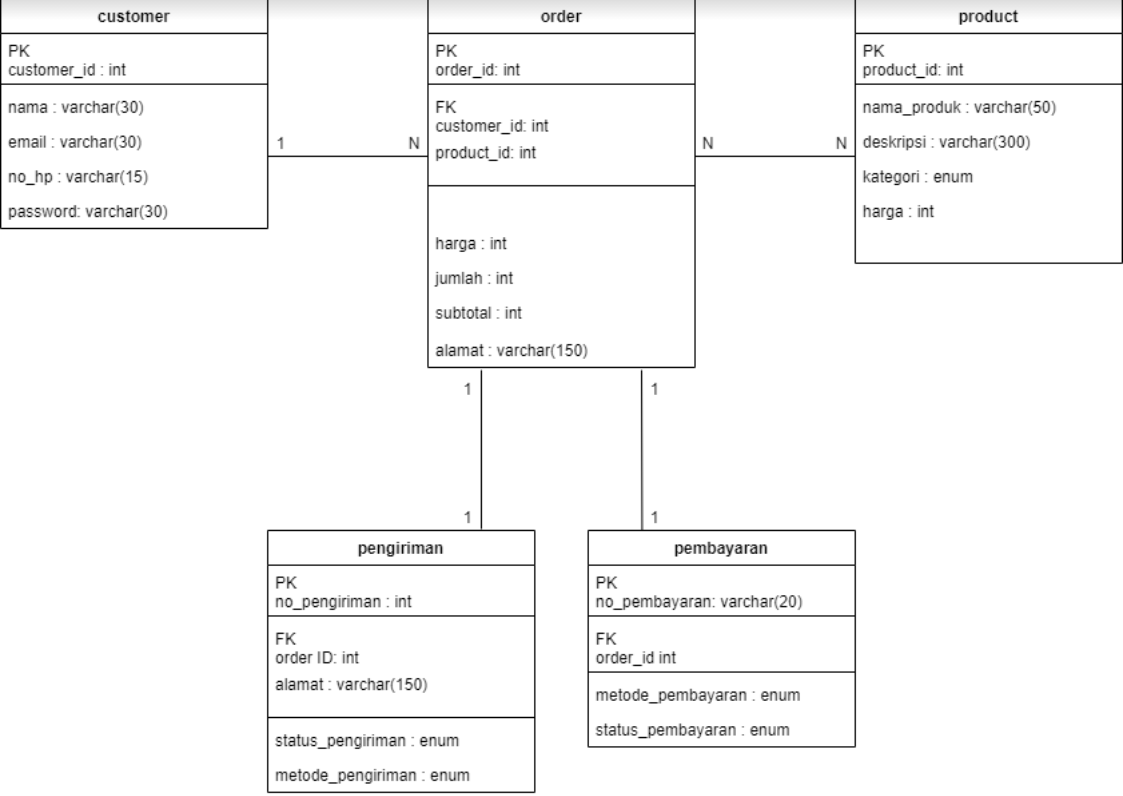 customer
PK
customer_id : int
nama : varchar(30)
email : varchar(30)
no_hp : varchar(15)
password: varchar(30)
1
N
order
PK
order_id: int
FK
customer_id: int
product_id: int
harga : int
jumlah : int
subtotal : int
alamat : varchar(150)
N
N
product
PK
product_id: int
nama_produk : varchar(50)
deskripsi : varchar(300)
kategori : enum
harga : int
1
1
1
1
pengiriman
PK
no_pengiriman : int
FK
order ID: int
alamat : varchar(150)
status_pengiriman : enum
metode_pengiriman : enum
pembayaran
PK
no_pembayaran: varchar(20)
FK
order_id int
metode_pembayaran : enum
status_pembayaran : enum